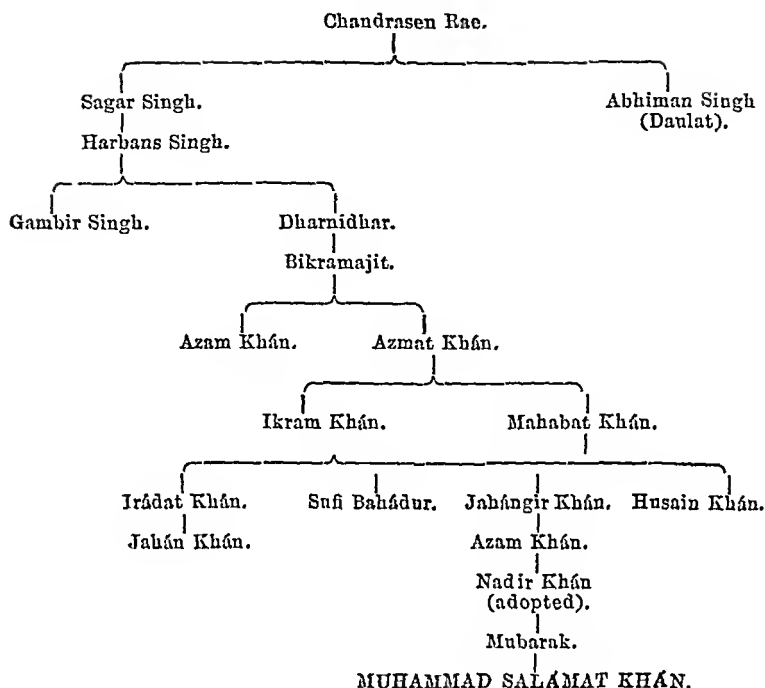 Chandrasen Rae.
Sagar Singh. Abhiman Singh
(Daulat).
Harbans Singh.
Gambir Singh. Dharnidhar.
Bikramajit.
Azam Khán. Azmat Khán.
Ikram Khán. Mahabat Khán.
Irádat Khán. Sufi Bahádur. Jahángir Khán. Husain Khán.
Jahán Khán. Azam Khán.
Nadir Khán
(adopted).
Mubarak.
MUHAMMAD SALÁMAT KHÁN.